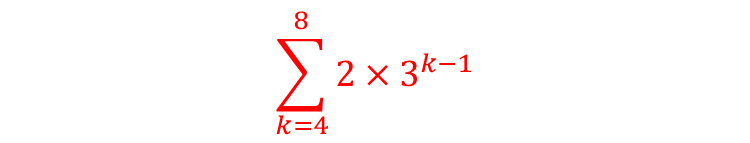 8
∑ 2 × 3^{k−1}
k=4